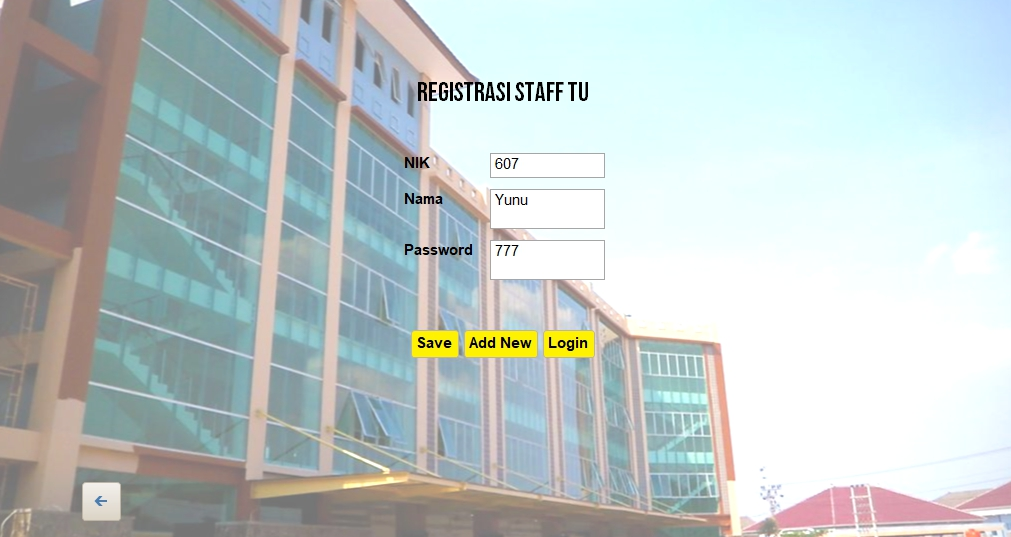 REGISTRASI STAFF TU
NIK 607
Nama Yunu
Password 777
Save Add New Login